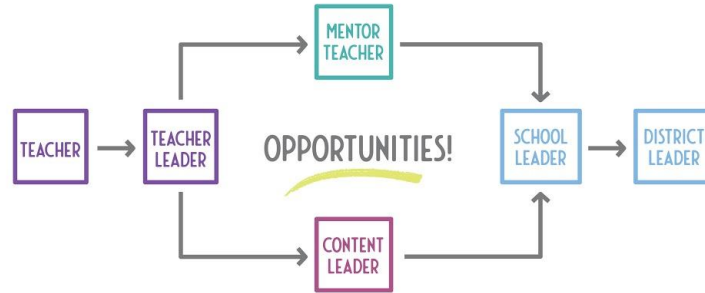 TEACHER
TEACHER
LEADER
MENTOR
TEACHER
OPPORTUNITIES!
CONTENT
LEADER
SCHOOL
LEADER
DISTRICT
LEADER